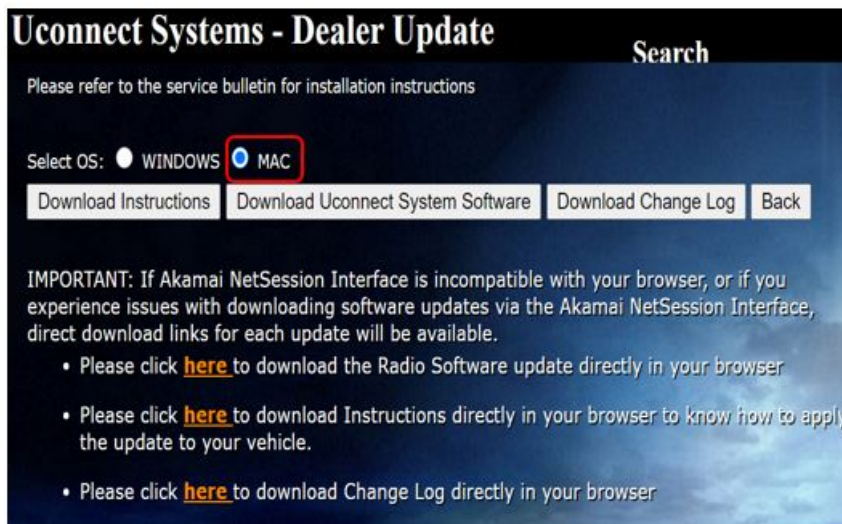 Uconnect Systems - Dealer Update
Search
Please refer to the service bulletin for installation instructions
Select OS: WINDOWS MAC
Download Instructions Download Uconnect System Software Download Change Log Back
IMPORTANT: If Akamai NetSession Interface is incompatible with your browser, or if you
experience issues with downloading software updates via the Akamai NetSession Interface,
direct download links for each update will be available.
• Please click here to download the Radio Software update directly in your browser
• Please click here to download Instructions directly in your browser to know how to apply
the update to your vehicle.
• Please click here to download Change Log directly in your browser